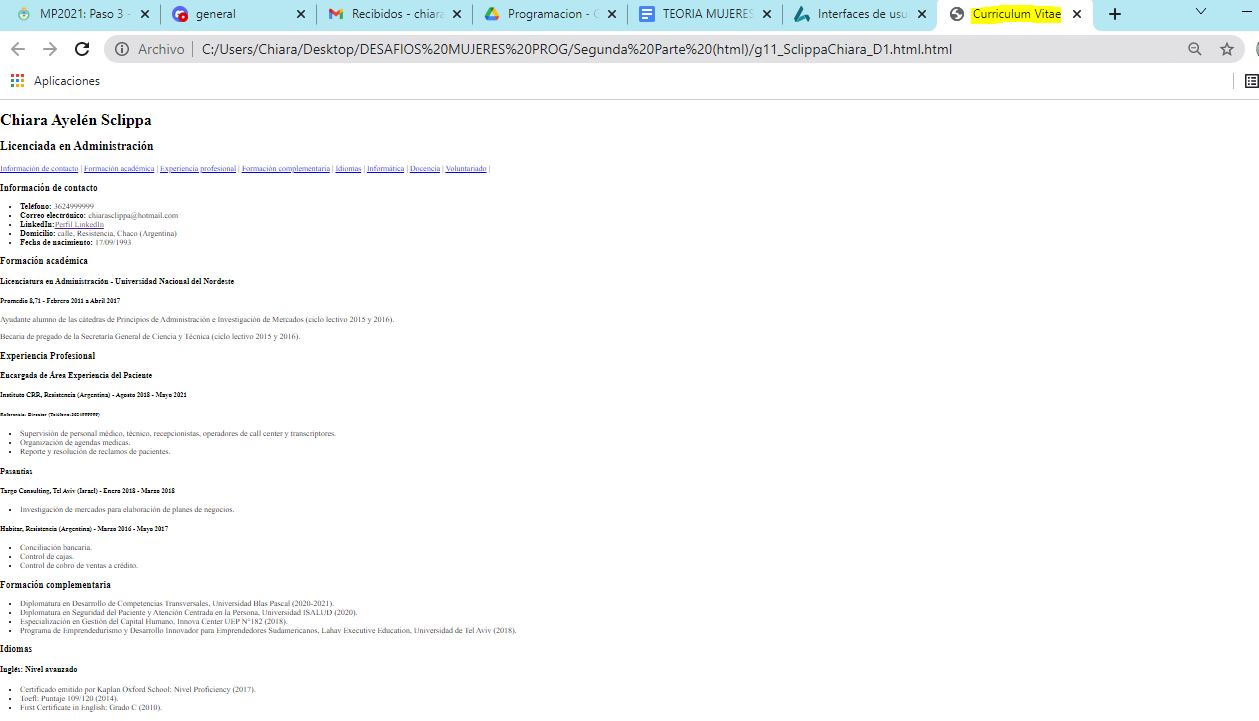 MP2021: Paso 3 -
general
Recibidos - chiara
Programacion - G
TEORIA MUJERES
Interfaces de usu
Curriculum Vitae
Archivo
C:/Users/Chiara/Desktop/DESAFIOS%20MUJERES%20PROG/Segunda%20Parte%20(html)/g11_SclippaChiara_D1.html.html
Aplicaciones
Chiara Ayelén Sclippa
Licenciada en Administración
Información de contacto | Formación académica | Experiencia profesional | Formación complementaria | Idiomas | Informática | Docencia | Voluntariado |
Información de contacto
• Teléfono: 3624999999
• Correo electrónico: chiarasclippa@hotmail.com
• LinkedIn:Perfil LinkedIn
• Domicilio: calle, Resistencia, Chaco (Argentina)
• Fecha de nacimiento: 17/09/1993
Formación académica
Licenciatura en Administración - Universidad Nacional del Nordeste
Promedio 8,71 - Febrero 2011 a Abril 2017
Ayudante alumno de las cátedras de Principios de Administración e Investigación de Mercados (ciclo lectivo 2015 y 2016).
Becaria de pregado de la Secretaría General de Ciencia y Técnica (ciclo lectivo 2015 y 2016).
Experiencia Profesional
Encargada de Área Experiencia del Paciente
Instituto CRR, Resistencia (Argentina) - Agosto 2018 - Mayo 2021
Referencia: Director (Teléfono:3624999999)
• Supervisión de personal médico, técnico, recepcionistas, operadores de call center y transcriptores.
• Organización de agendas medicas.
• Reporte y resolución de reclamos de pacientes.
Pasantías
Targo Consulting, Tel Aviv (Israel) - Enero 2018 - Marzo 2018
• Investigación de mercados para elaboración de planes de negocios.
Habitar, Resistencia (Argentina) - Marzo 2016 - Mayo 2017
• Conciliación bancaria.
• Control de cajas.
• Control de cobro de ventas a crédito.
Formación complementaria
• Diplomatura en Desarrollo de Competencias Transversales, Universidad Blas Pascal (2020-2021).
• Diplomatura en Seguridad del Paciente y Atención Centrada en la Persona, Universidad ISALUD (2020).
• Especialización en Gestión del Capital Humano, Innova Center UEP N°182 (2018).
• Programa de Emprendedurismo y Desarrollo Innovador para Emprendedores Sudamericanos, Lahav Executive Education, Universidad de Tel Aviv (2018).
Idiomas
Inglés: Nivel avanzado
• Certificado emitido por Kaplan Oxford School: Nivel Proficiency (2017).
• Toefl: Puntaje 109/120 (2014).
• First Certificate in English: Grado C (2010).